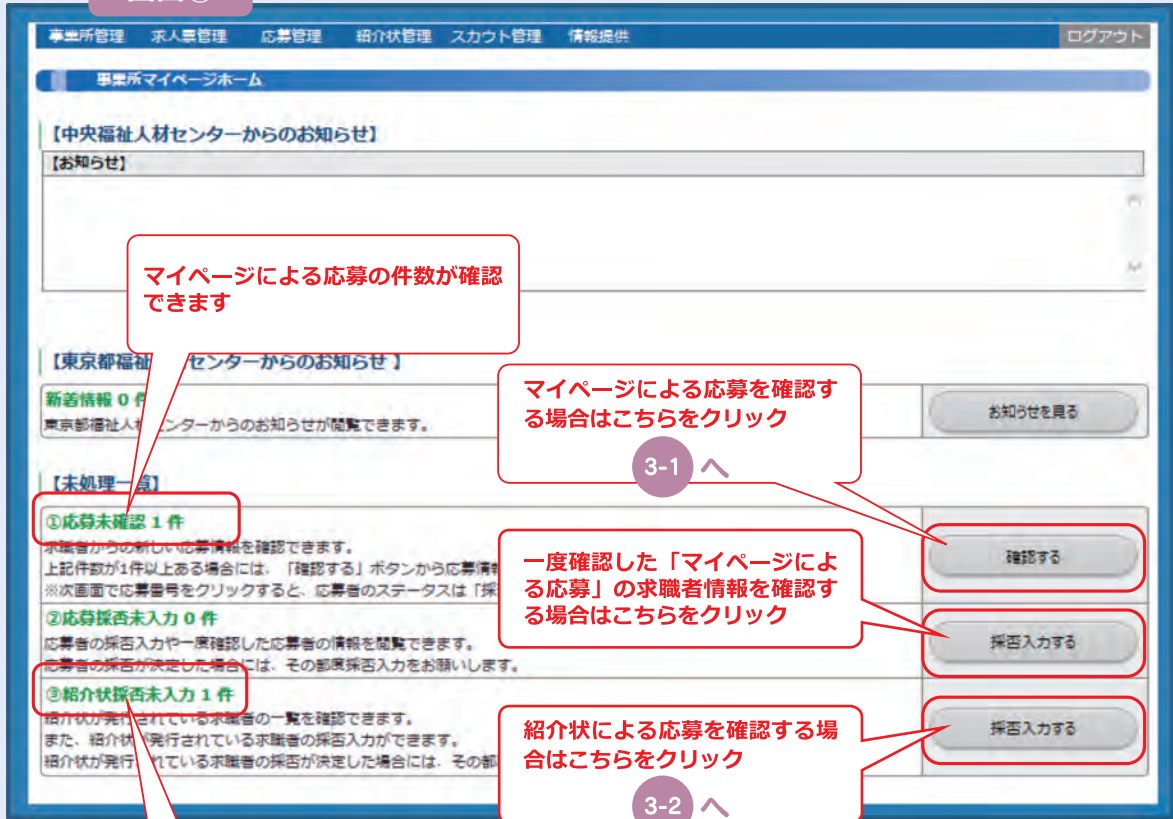 事業所管理 求人票管理 応募管理 紹介状管理 スカウト管理 情報提供 ログアウト
事業所マイページホーム
【中央福祉人材センターからのお知らせ】
【お知らせ】
マイページによる応募の件数が確認
できます
【東京都福祉 センターからのお知らせ 】
新着情報 0 件
東京都福祉人材センターからのお知らせが閲覧できます。
お知らせを見る
マイページによる応募を確認す
る場合はこちらをクリック
3-1 へ
【未処理一覧】
①応募未確認 1 件
求職者からの新しい応募情報を確認できます。
上記件数が1件以上ある場合には、「確認する」ボタンから応募情報
※次画面で応募番号をクリックすると、応募者のステータスは「採
確認する
一度確認した「マイページによ
る応募」の求職者情報を確認す
る場合はこちらをクリック
②応募採否未入力 0 件
応募者の採否入力や一度確認した応募者の情報を閲覧できます。
応募者の採否が決定した場合には、その都度採否入力をお願いします。
採否入力する
③紹介状採否未入力 1 件
紹介状が発行されている求職者の一覧を確認できます。
また、紹介状が発行されている求職者の採否入力ができます。
紹介状が発行されている求職者の採否が決定した場合には、その都
採否入力する
紹介状による応募を確認する場
合はこちらをクリック
3-2 へ